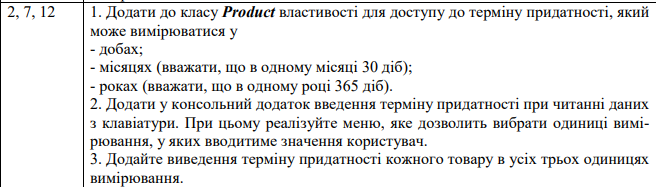 2, 7, 12
1. Додати до класу Product властивості для доступу до терміну придатності, який
може вимірюватися у
- добах;
- місяцях (вважати, що в одному місяці 30 діб);
- роках (вважати, що в одному році 365 діб).
2. Додати у консольний додаток введення терміну придатності при читанні даних
з клавіатури. При цьому реалізуйте меню, яке дозволить вибрати одиниці вимі-
рювання, у яких вводитиме значення користувач.
3. Додайте виведення терміну придатності кожного товару в усіх трьох одиницях
вимірювання.